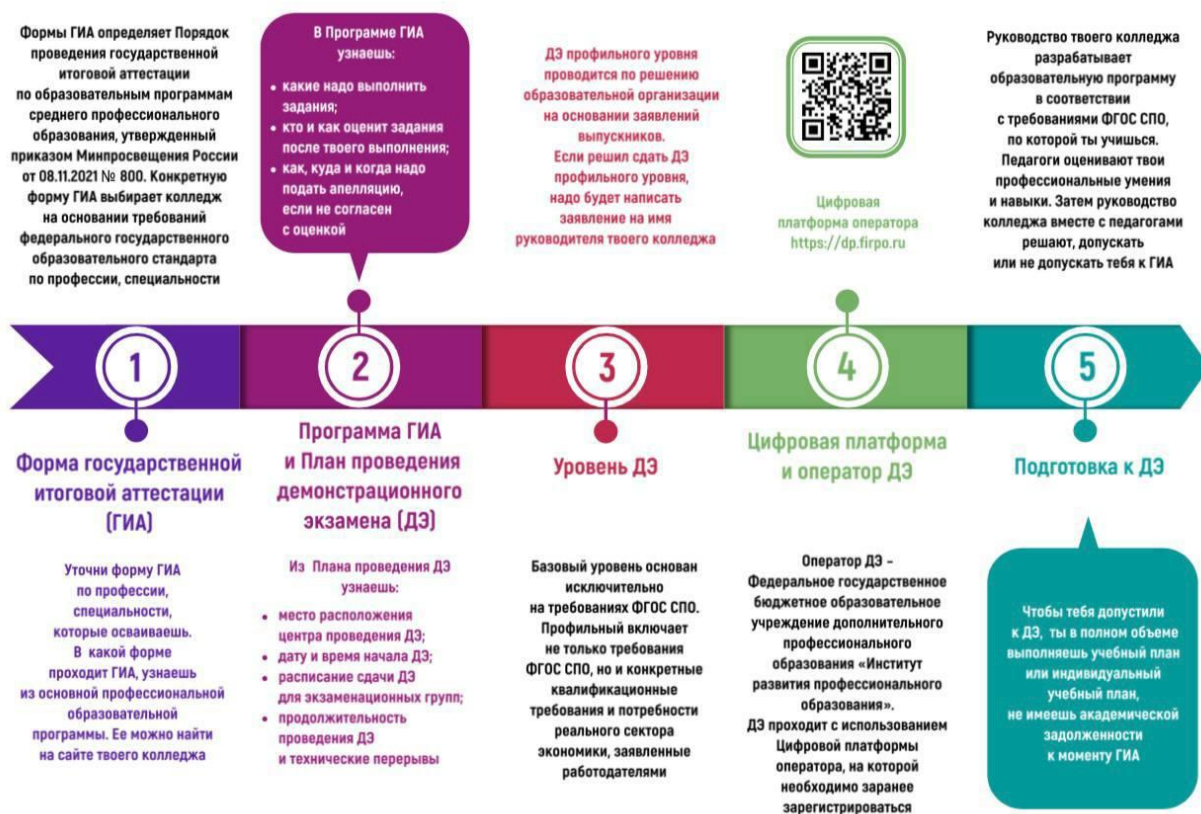 Формы ГИА определяет Порядок
проведения государственной
итоговой аттестации
по образовательным программам
среднего профессионального
образования, утвержденный
приказом Минпросвещения России
от 08.11.2021 № 800. Конкретную
форму ГИА выбирает колледж
на основании требований
федерального государственного
образовательного стандарта
по профессии, специальности
В Программе ГИА
узнаешь:
• какие надо выполнить
задания;
• кто и как оценит задания
после твоего выполнения;
• как, куда и когда надо
подать апелляцию,
если не согласен
с оценкой
ДЭ профильного уровня
проводится по решению
образовательной организации
на основании заявлений
выпускников.
Если решил сдать ДЭ
профильного уровня,
надо будет написать
заявление на имя
руководителя твоего колледжа
Цифровая
платформа оператора
https://dp.firpo.ru
Руководство твоего колледжа
разрабатывает
образовательную программу
в соответствии
с требованиями ФГОС СПО,
по которой ты учишься.
Педагоги оценивают твои
профессиональные умения
и навыки. Затем руководство
колледжа вместе с педагогами
решают, допускать
или не допускать тебя к ГИА
1
2
3
4
5
Форма государственной
итоговой аттестации
(ГИА)
Программа ГИА
и План проведения
демонстрационного
экзамена (ДЭ)
Уровень ДЭ
Цифровая платформа
и оператор ДЭ
Подготовка к ДЭ
Уточни форму ГИА
по профессии,
специальности,
которые осваиваешь.
В какой форме
проходит ГИА, узнаешь
из основной профессиональной
образовательной
программы. Ее можно найти
на сайте твоего колледжа
Из Плана проведения ДЭ
узнаешь:
• место расположения
центра проведения ДЭ;
• дату и время начала ДЭ;
• расписание сдачи ДЭ
для экзаменационных групп;
• продолжительность
проведения ДЭ
и технические перерывы
Базовый уровень основан
исключительно
на требованиях ФГОС СПО.
Профильный включает
не только требования
ФГОС СПО, но и конкретные
квалификационные
требования и потребности
реального сектора
экономики, заявленные
работодателями
Оператор ДЭ –
Федеральное государственное
бюджетное образовательное
учреждение дополнительного
профессионального
образования «Институт
развития профессионального
образования».
ДЭ проходит с использованием
Цифровой платформы
оператора, на которой
необходимо заранее
зарегистрироваться
Чтобы тебя допустили
к ДЭ, ты в полном объеме
выполняешь учебный план
или индивидуальный
учебный план,
не имеешь академической
задолженности
к моменту ГИА